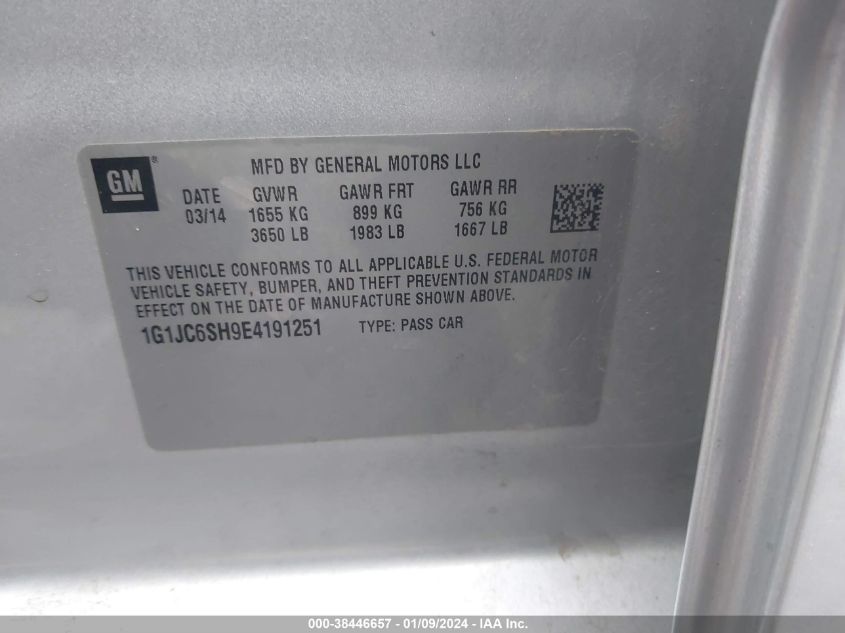 GM ®
MFD BY GENERAL MOTORS LLC
DATE GVWR GAWR FRT GAWR RR
03/14 1655 KG 899 KG 756 KG
3650 LB 1983 LB 1667 LB
THIS VEHICLE CONFORMS TO ALL APPLICABLE U.S. FEDERAL MOTOR
VEHICLE SAFETY, BUMPER, AND THEFT PREVENTION STANDARDS IN
EFFECT ON THE DATE OF MANUFACTURE SHOWN ABOVE.
1G1JC6SH9E4191251 TYPE: PASS CAR
000-38446657 - 01/09/2024 - IAA Inc.